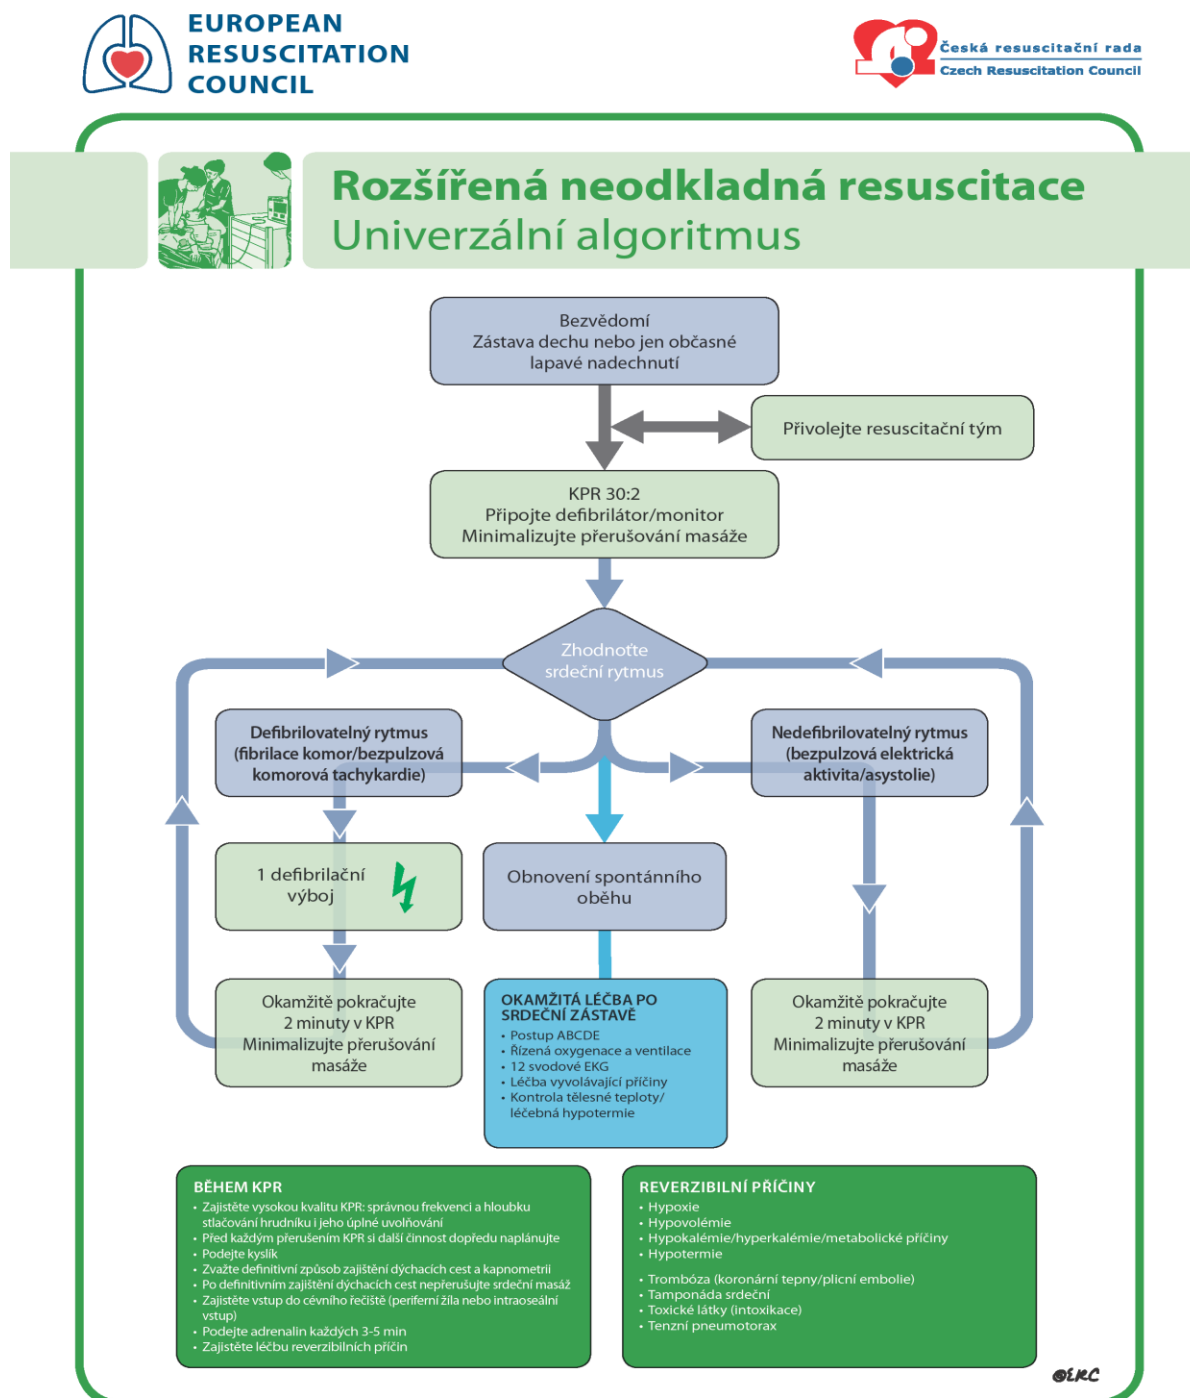 EUROPEAN
RESUSCITATION
COUNCIL
Česká resuscitační rada
Czech Resuscitation Council
Rozšířená neodkladná resuscitace
Univerzální algoritmus
Bezvědomí
Zástava dechu nebo jen občasné
lapavé nadechnutí
Přivolejte resuscitační tým
KPR 30:2
Připojte defibrilátor/monitor
Minimalizujte přerušování masáže
Zhodnoťte
srdeční rytmus
Defibrilovatelný rytmus
(fibrilace komor/bezpulzová
komorová tachykardie)
Nedefibrilovatelný rytmus
(bezpulzová elektrická
aktivita/asystolie)
1 defibrilační
výboj
Obnovení spontánního
oběhu
Okamžitě pokračujte
2 minuty v KPR
Minimalizujte přerušování
masáže
OKAMŽITÁ LÉČBA PO
SRDEČNÍ ZÁSTAVĚ
• Postup ABCDE
• Řízená oxygenace a ventilace
• 12 svodové EKG
• Léčba vyvolávající příčiny
• Kontrola tělesné teploty/
léčebná hypotermie
Okamžitě pokračujte
2 minuty v KPR
Minimalizujte přerušování
masáže
BĚHEM KPR
• Zajistěte vysokou kvalitu KPR: správnou frekvenci a hloubku
stlačování hrudníku i jeho úplné uvolňování
• Před každým přerušením KPR si další činnost dopředu naplánujte
• Podejte kyslík
• Zvažte definitivní způsob zajištění dýchacích cest a kapnometrii
• Po definitivním zajištění dýchacích cest nepřerušujte srdeční masáž
• Zajistěte vstup do cévního řečiště (periferní žíla nebo intraoseální
vstup)
• Podejte adrenalin každých 3-5 min
• Zajistěte léčbu reverzibilních příčin
REVERZIBILNÍ PŘÍČINY
• Hypoxie
• Hypovolémie
• Hypokalémie/hyperkalémie/metabolické příčiny
• Hypotermie
• Trombóza (koronární tepny/plicní embolie)
• Tamponáda srdeční
• Toxické látky (intoxikace)
• Tenzní pneumotorax
@ERC